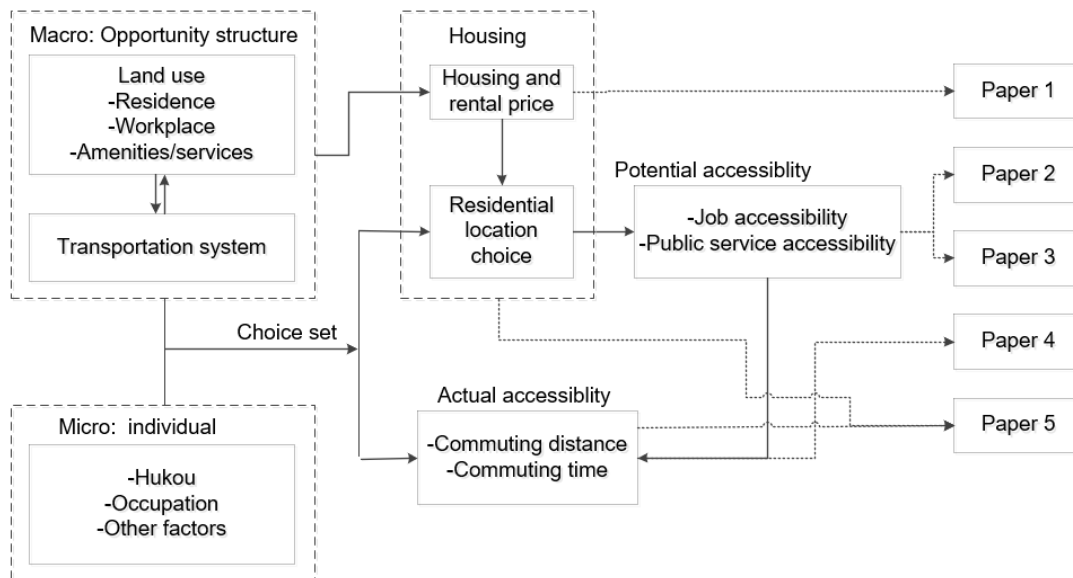 Macro: Opportunity structure
Land use
-Residence
-Workplace
-Amenities/services
Transportation system
Housing
Housing and
rental price
Residential
location
choice
Potential accessiblity
-Job accessibility
-Public service accessibility
Choice set
Actual accessiblity
-Commuting distance
-Commuting time
Micro: individual
-Hukou
-Occupation
-Other factors
Paper 1
Paper 2
Paper 3
Paper 4
Paper 5